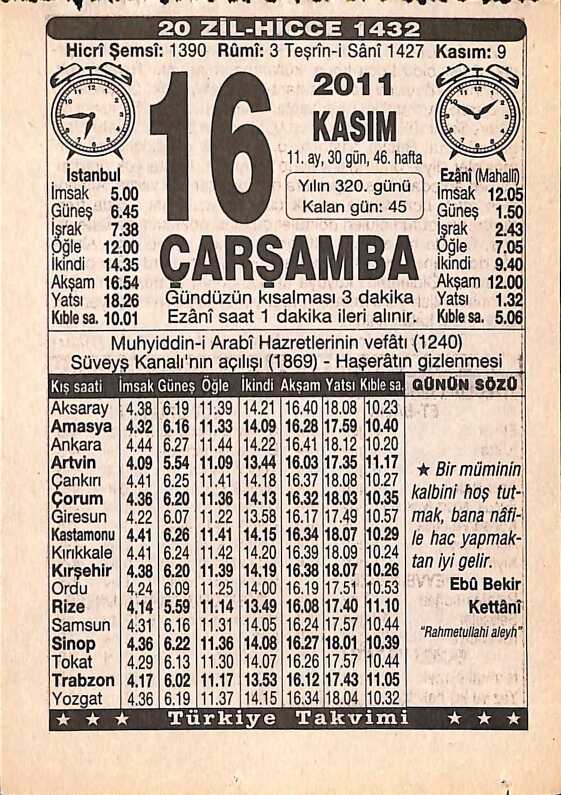 20 ZİL-HİCCE 1432
Hicrî Şemsî: 1390 Rûmî: 3 Teşrîn-i Sânî 1427 Kasım: 9
16
2011
KASIM
11. ay, 30 gün, 46. hafta
Yılın 320. günü
Kalan gün: 45
ÇARŞAMBA
Gündüzün kısalması 3 dakika
Ezânî saat 1 dakika ileri alınır.
İstanbul
İmsak 5.00
Güneş 6.45
İşrak 7.38
Öğle 12.00
İkindi 14.35
Akşam 16.54
Yatsı 18.26
Kıble sa. 10.01
Ezânî (Mahallî)
İmsak 12.05
Güneş 1.50
İşrak 2.43
Öğle 7.05
İkindi 9.40
Akşam 12.00
Yatsı 1.32
Kıble sa. 5.06
Muhyiddin-i Arabî Hazretlerinin vefâtı (1240)
Süveyş Kanalı'nın açılışı (1869) - Haşerâtın gizlenmesi
Kış saati İmsak Güneş Öğle İkindi Akşam Yatsı Kıble sa.
Aksaray 4.38 6.19 11.39 14.21 16.40 18.08 10.23
Amasya 4.32 6.16 11.33 14.09 16.28 17.59 10.40
Ankara 4.44 6.27 11.44 14.22 16.41 18.12 10.20
Artvin 4.09 5.54 11.09 13.44 16.03 17.35 11.17
Çankırı 4.41 6.25 11.41 14.18 16.37 18.08 10.27
Çorum 4.36 6.20 11.36 14.13 16.32 18.03 10.35
Giresun 4.22 6.07 11.22 13.58 16.17 17.49 10.57
Kastamonu 4.41 6.26 11.41 14.15 16.34 18.07 10.29
Kırıkkale 4.41 6.24 11.42 14.20 16.39 18.09 10.24
Kırşehir 4.38 6.20 11.39 14.19 16.38 18.07 10.26
Ordu 4.24 6.09 11.25 14.00 16.19 17.51 10.53
Rize 4.14 5.59 11.14 13.49 16.08 17.40 11.10
Samsun 4.31 6.16 11.31 14.05 16.24 17.57 10.44
Sinop 4.36 6.22 11.36 14.08 16.27 18.01 10.39
Tokat 4.29 6.13 11.30 14.07 16.26 17.57 10.44
Trabzon 4.17 6.02 11.17 13.53 16.12 17.43 11.05
Yozgat 4.36 6.19 11.37 14.15 16.34 18.04 10.32
GÜNÜN SÖZÜ
★ Bir müminin
kalbini hoş tut-
mak, bana nâfi-
le hac yapmak-
tan iyi gelir.
Ebû Bekir
Kettânî
"Rahmetullahi aleyh"
★ ★ ★ Türkiye Takvimi ★ ★ ★